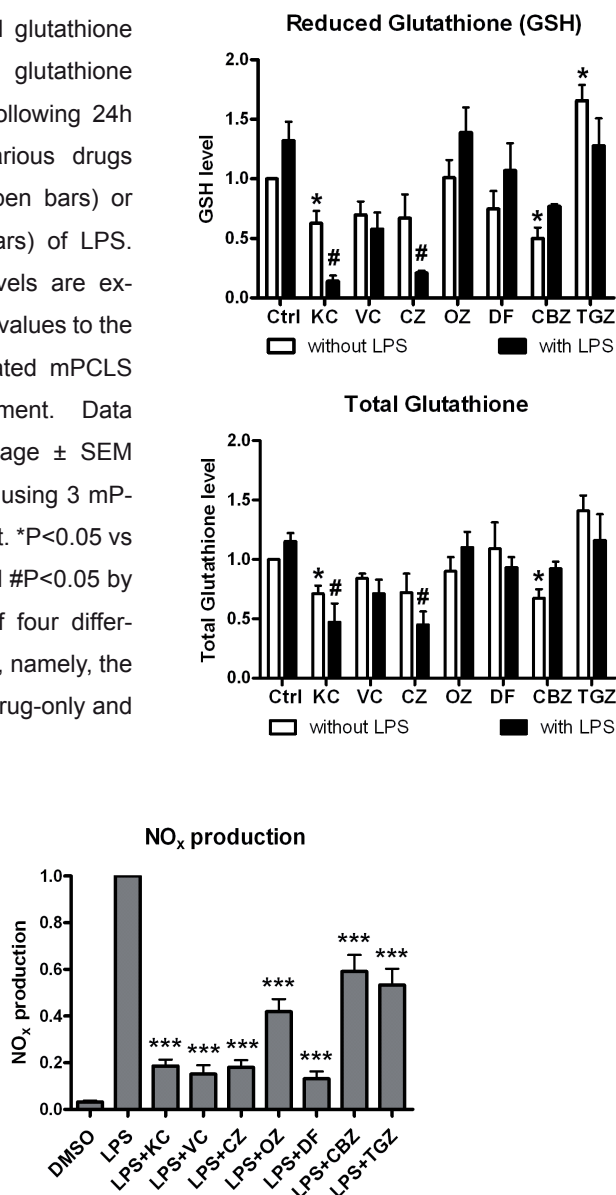 l glutathione
glutathione
ollowing 24h
arious drugs
pen bars) or
ars) of LPS.
vels are ex-
values to the
ated mPCLS
ment. Data
age ± SEM
using 3 mP-
t. *P<0.05 vs
l #P<0.05 by
f four differ-
, namely, the
rug-only and
Reduced Glutathione (GSH)
GSH level
2.0
1.5
1.0
0.5
0.0
* # # * *
Ctrl KC VC CZ OZ DF CBZ TGZ
without LPS with LPS
Total Glutathione
Total Glutathione level
2.0
1.5
1.0
0.5
0.0
* # # *
Ctrl KC VC CZ OZ DF CBZ TGZ
without LPS with LPS
NOx production
NOx production
1.0
0.8
0.6
0.4
0.2
0.0
*** *** *** *** *** *** ***
DMSO LPS LPS+KC LPS+VC LPS+CZ LPS+OZ LPS+DF LPS+CBZ LPS+TGZ